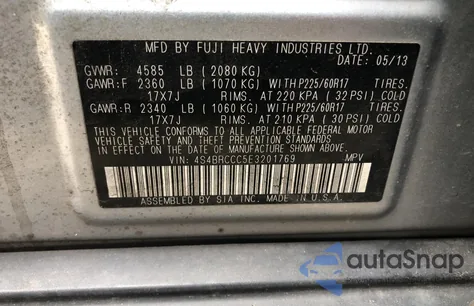 MFD BY FUJI HEAVY INDUSTRIES LTD.
DATE: 05/13
GVWR: 4585 LB ( 2080 KG)
GAWR:F 2360 LB ( 1070 KG) WITH P225/60R17 TIRES.
17X7J RIMS. AT 220 KPA ( 32 PSI) COLD
GAWR:R 2340 LB ( 1060 KG) WITH P225/60R17 TIRES.
17X7J RIMS. AT 210 KPA ( 30 PSI) COLD
THIS VEHICLE CONFORMS TO ALL APPLICABLE FEDERAL MOTOR
VEHICLE SAFETY AND THEFT PREVENTION STANDARDS
IN EFFECT ON THE DATE OF MANUFACTURE SHOWN ABOVE.
VIN: 4S4BRCCC5E3201769 MPV
ASSEMBLED BY SIA INC. MADE IN U.S.A.
autoSnap